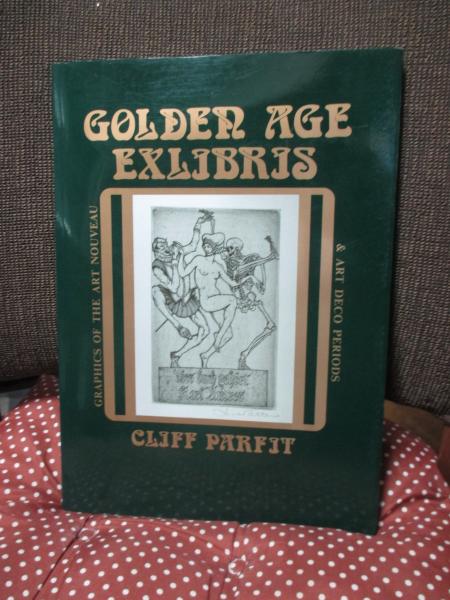 GOLDEN AGE
EXLIBRIS
GRAPHICS OF THE ART NOUVEAU
& ART DECO PERIODS
CLIFF PARFIT